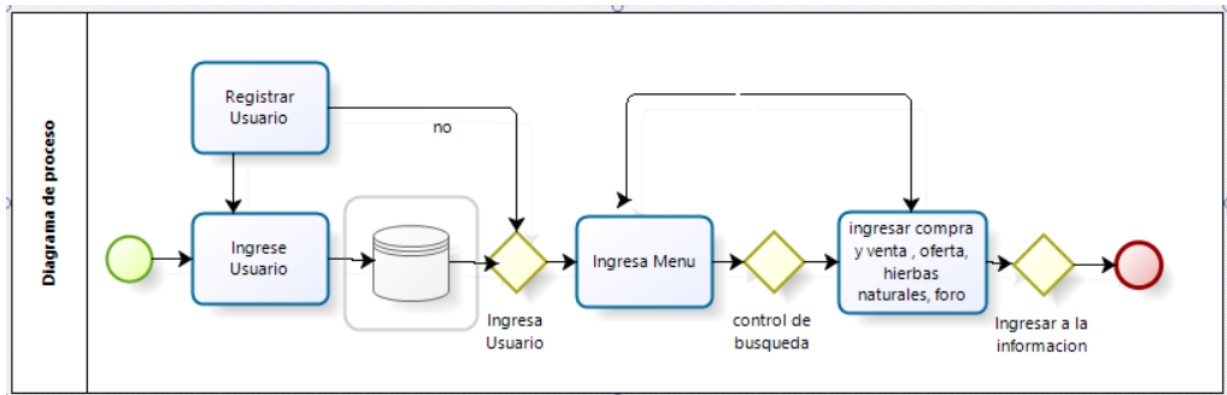 Diagrama de proceso
Registrar
Usuario
no
Ingrese
Usuario
Ingresa
Usuario
Ingresa Menu
control de
busqueda
ingresar compra
y venta , oferta,
hierbas
naturales, foro
Ingresar a la
informacion